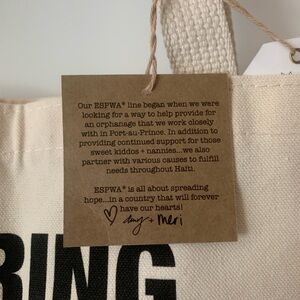 Our ESPWA® line began when we were
looking for a way to help provide for
an orphanage that we work closely
with in Port-au-Prince. In addition to
providing continued support for those
sweet kiddos + nannies...we also
partner with various causes to fulfill
needs throughout Haiti.
ESPWA® is all about spreading
hope...in a country that will forever
have our hearts!
amy + Meri
RING